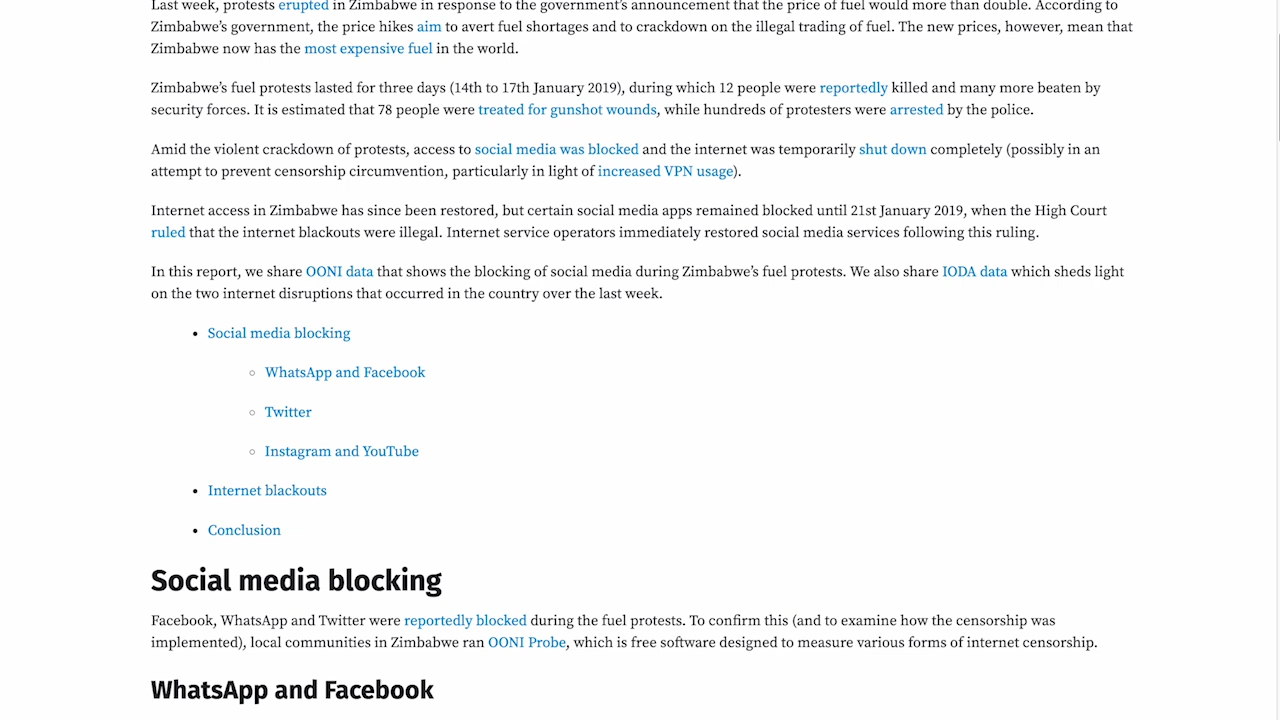 Last week, protests erupted in Zimbabwe in response to the government's announcement that the price of fuel would more than double. According to
Zimbabwe's government, the price hikes aim to avert fuel shortages and to crackdown on the illegal trading of fuel. The new prices, however, mean that
Zimbabwe now has the most expensive fuel in the world.
Zimbabwe's fuel protests lasted for three days (14th to 17th January 2019), during which 12 people were reportedly killed and many more beaten by
security forces. It is estimated that 78 people were treated for gunshot wounds, while hundreds of protesters were arrested by the police.
Amid the violent crackdown of protests, access to social media was blocked and the internet was temporarily shut down completely (possibly in an
attempt to prevent censorship circumvention, particularly in light of increased VPN usage).
Internet access in Zimbabwe has since been restored, but certain social media apps remained blocked until 21st January 2019, when the High Court
ruled that the internet blackouts were illegal. Internet service operators immediately restored social media services following this ruling.
In this report, we share OONI data that shows the blocking of social media during Zimbabwe's fuel protests. We also share IODA data which sheds light
on the two internet disruptions that occurred in the country over the last week.
• Social media blocking
◦ WhatsApp and Facebook
◦ Twitter
◦ Instagram and YouTube
• Internet blackouts
• Conclusion
Social media blocking
Facebook, WhatsApp and Twitter were reportedly blocked during the fuel protests. To confirm this (and to examine how the censorship was
implemented), local communities in Zimbabwe ran OONI Probe, which is free software designed to measure various forms of internet censorship.
WhatsApp and Facebook